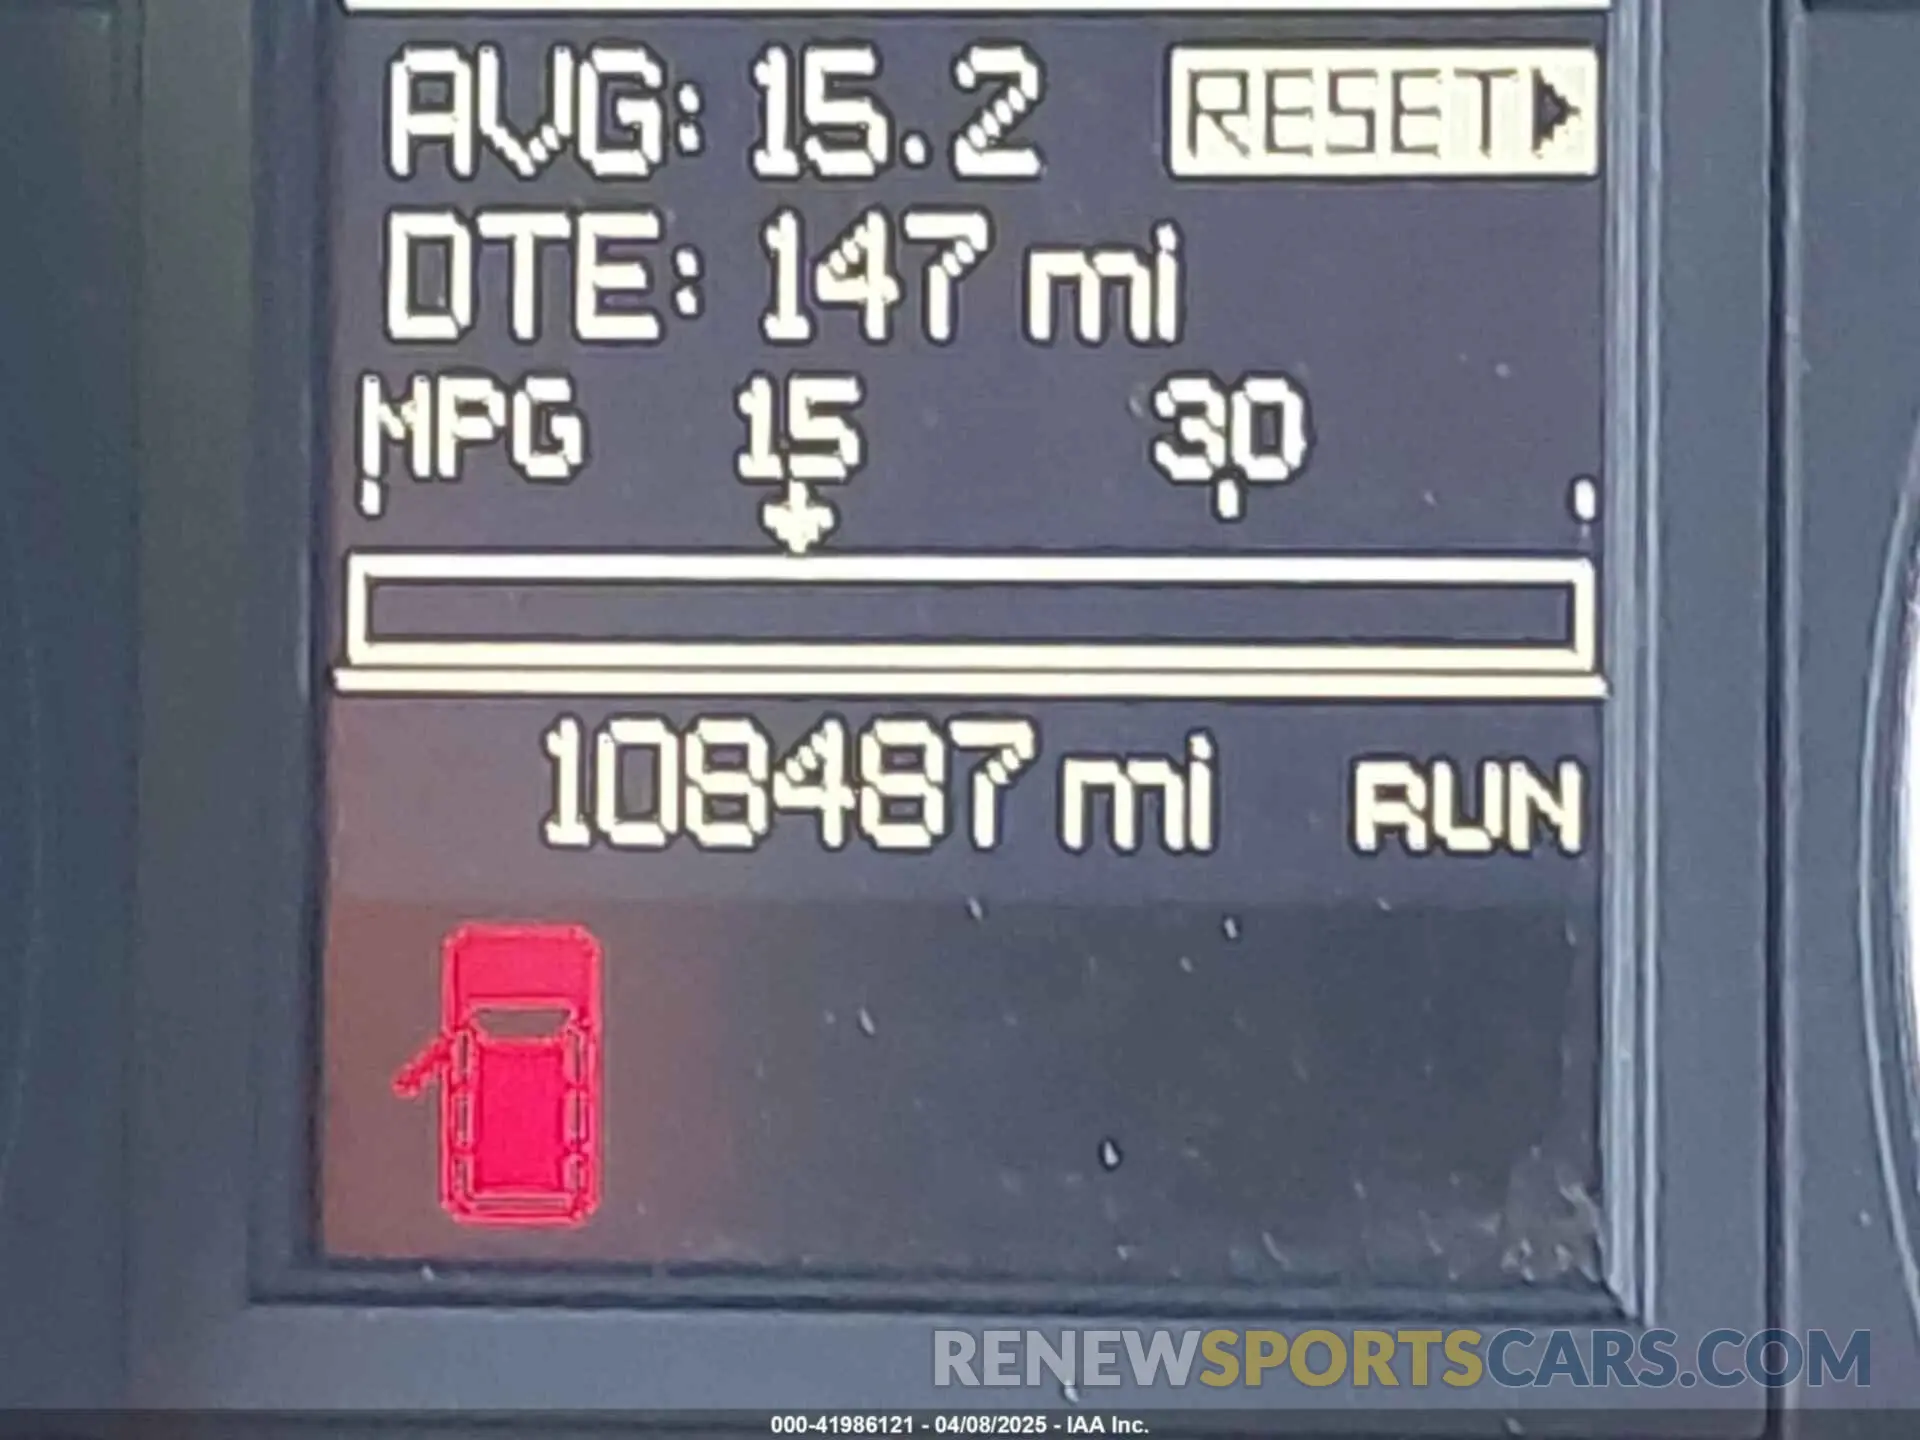 AVG: 15.2 RESET
DTE: 147 mi
MPG 15 30
108487 mi RUN
RENEWSPORTSCARS.COM
000-41986121 - 04/08/2025 - IAA Inc.